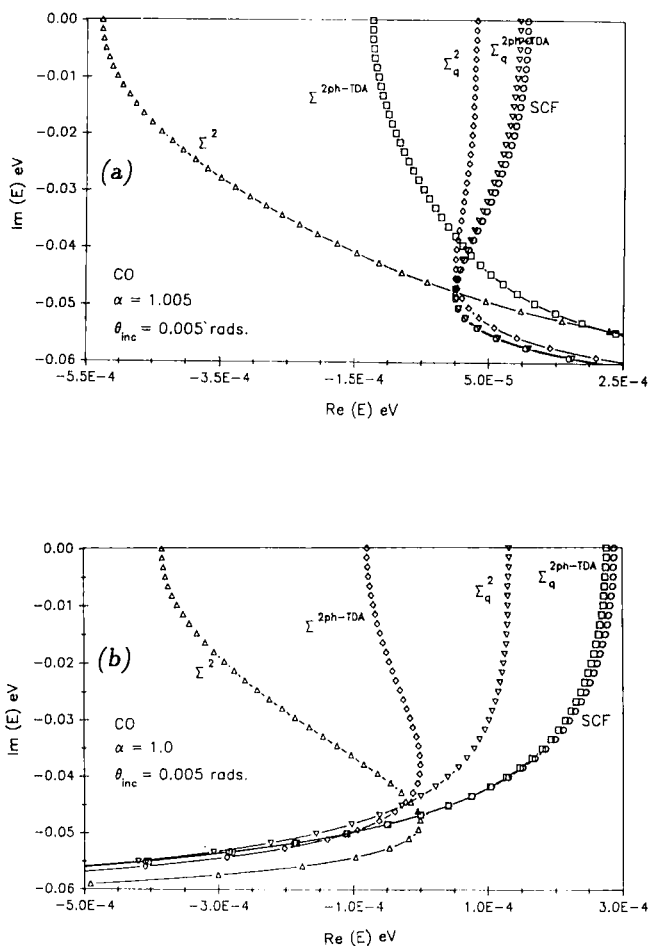 (a)
Im (E) eV
0.00
-0.01
-0.02
-0.03
-0.04
-0.05
-0.06
Σ²
Σ^2ph-TDA
Σ_q^2
Σ_q^2ph-TDA
SCF
CO
α = 1.005
θ_inc = 0.005 rads.
-5.5E-4 -3.5E-4 -1.5E-4 5.0E-5 2.5E-4
Re (E) eV
(b)
Im (E) eV
0.00
-0.01
-0.02
-0.03
-0.04
-0.05
-0.06
Σ²
Σ^2ph-TDA
Σ_q^2
Σ_q^2ph-TDA
SCF
CO
α = 1.0
θ_inc = 0.005 rads.
-5.0E-4 -3.0E-4 -1.0E-4 1.0E-4 3.0E-4
Re (E) eV